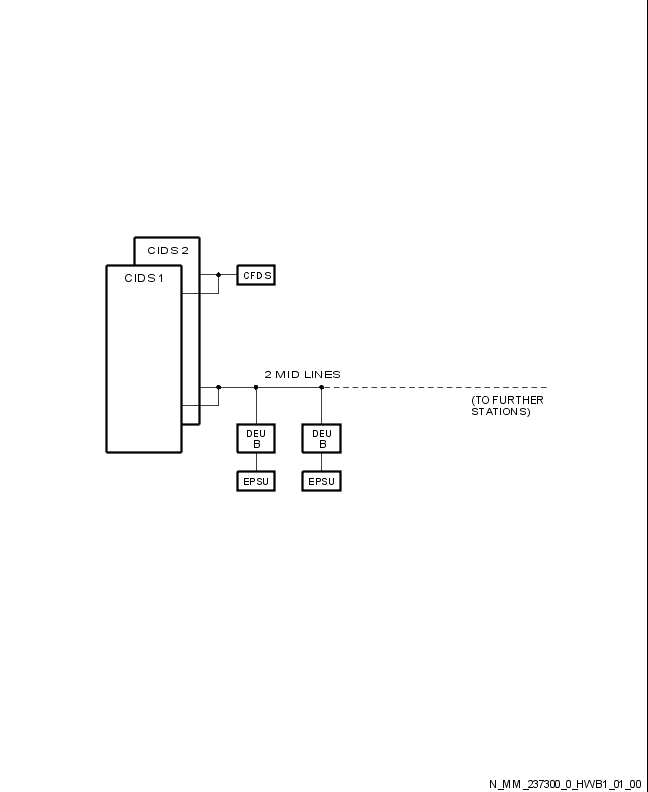 CIDS 2
CIDS 1
CFDS
2 MID LINES
(TO FURTHER
STATIONS)
DEU
B
DEU
B
EPSU
EPSU
N_MM_237300_0_HWB1_01_00